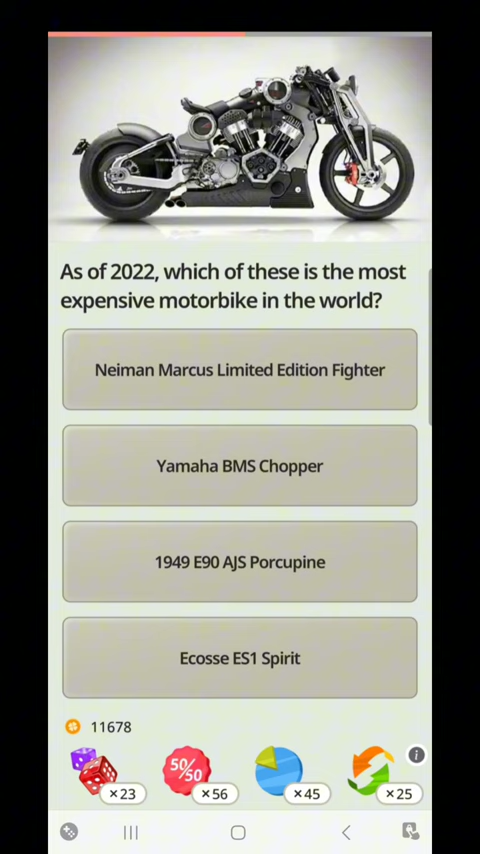 As of 2022, which of these is the most
expensive motorbike in the world?
Neiman Marcus Limited Edition Fighter
Yamaha BMS Chopper
1949 E90 AJS Porcupine
Ecosse ES1 Spirit
11678
50/50
×23
×56
×45
×25
i